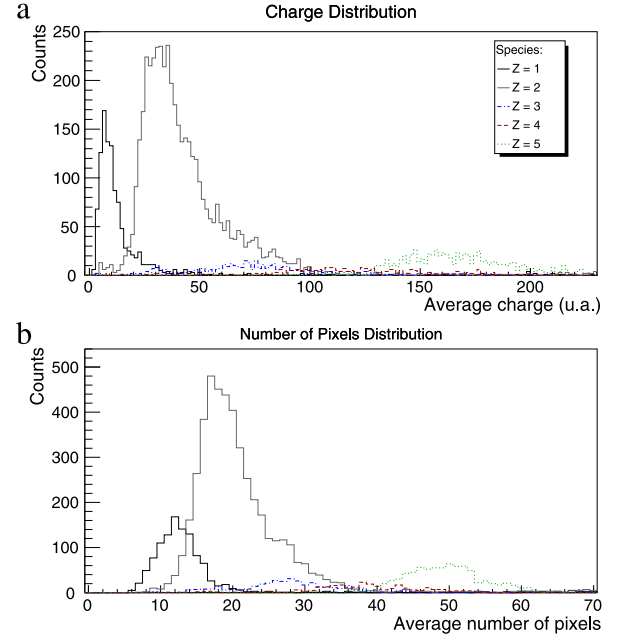 a
Charge Distribution
Counts
250
200
150
100
50
0
Species:
Z = 1
Z = 2
Z = 3
Z = 4
Z = 5
0 50 100 150 200
Average charge (u.a.)
b
Number of Pixels Distribution
Counts
500
400
300
200
100
0
0 10 20 30 40 50 60 70
Average number of pixels